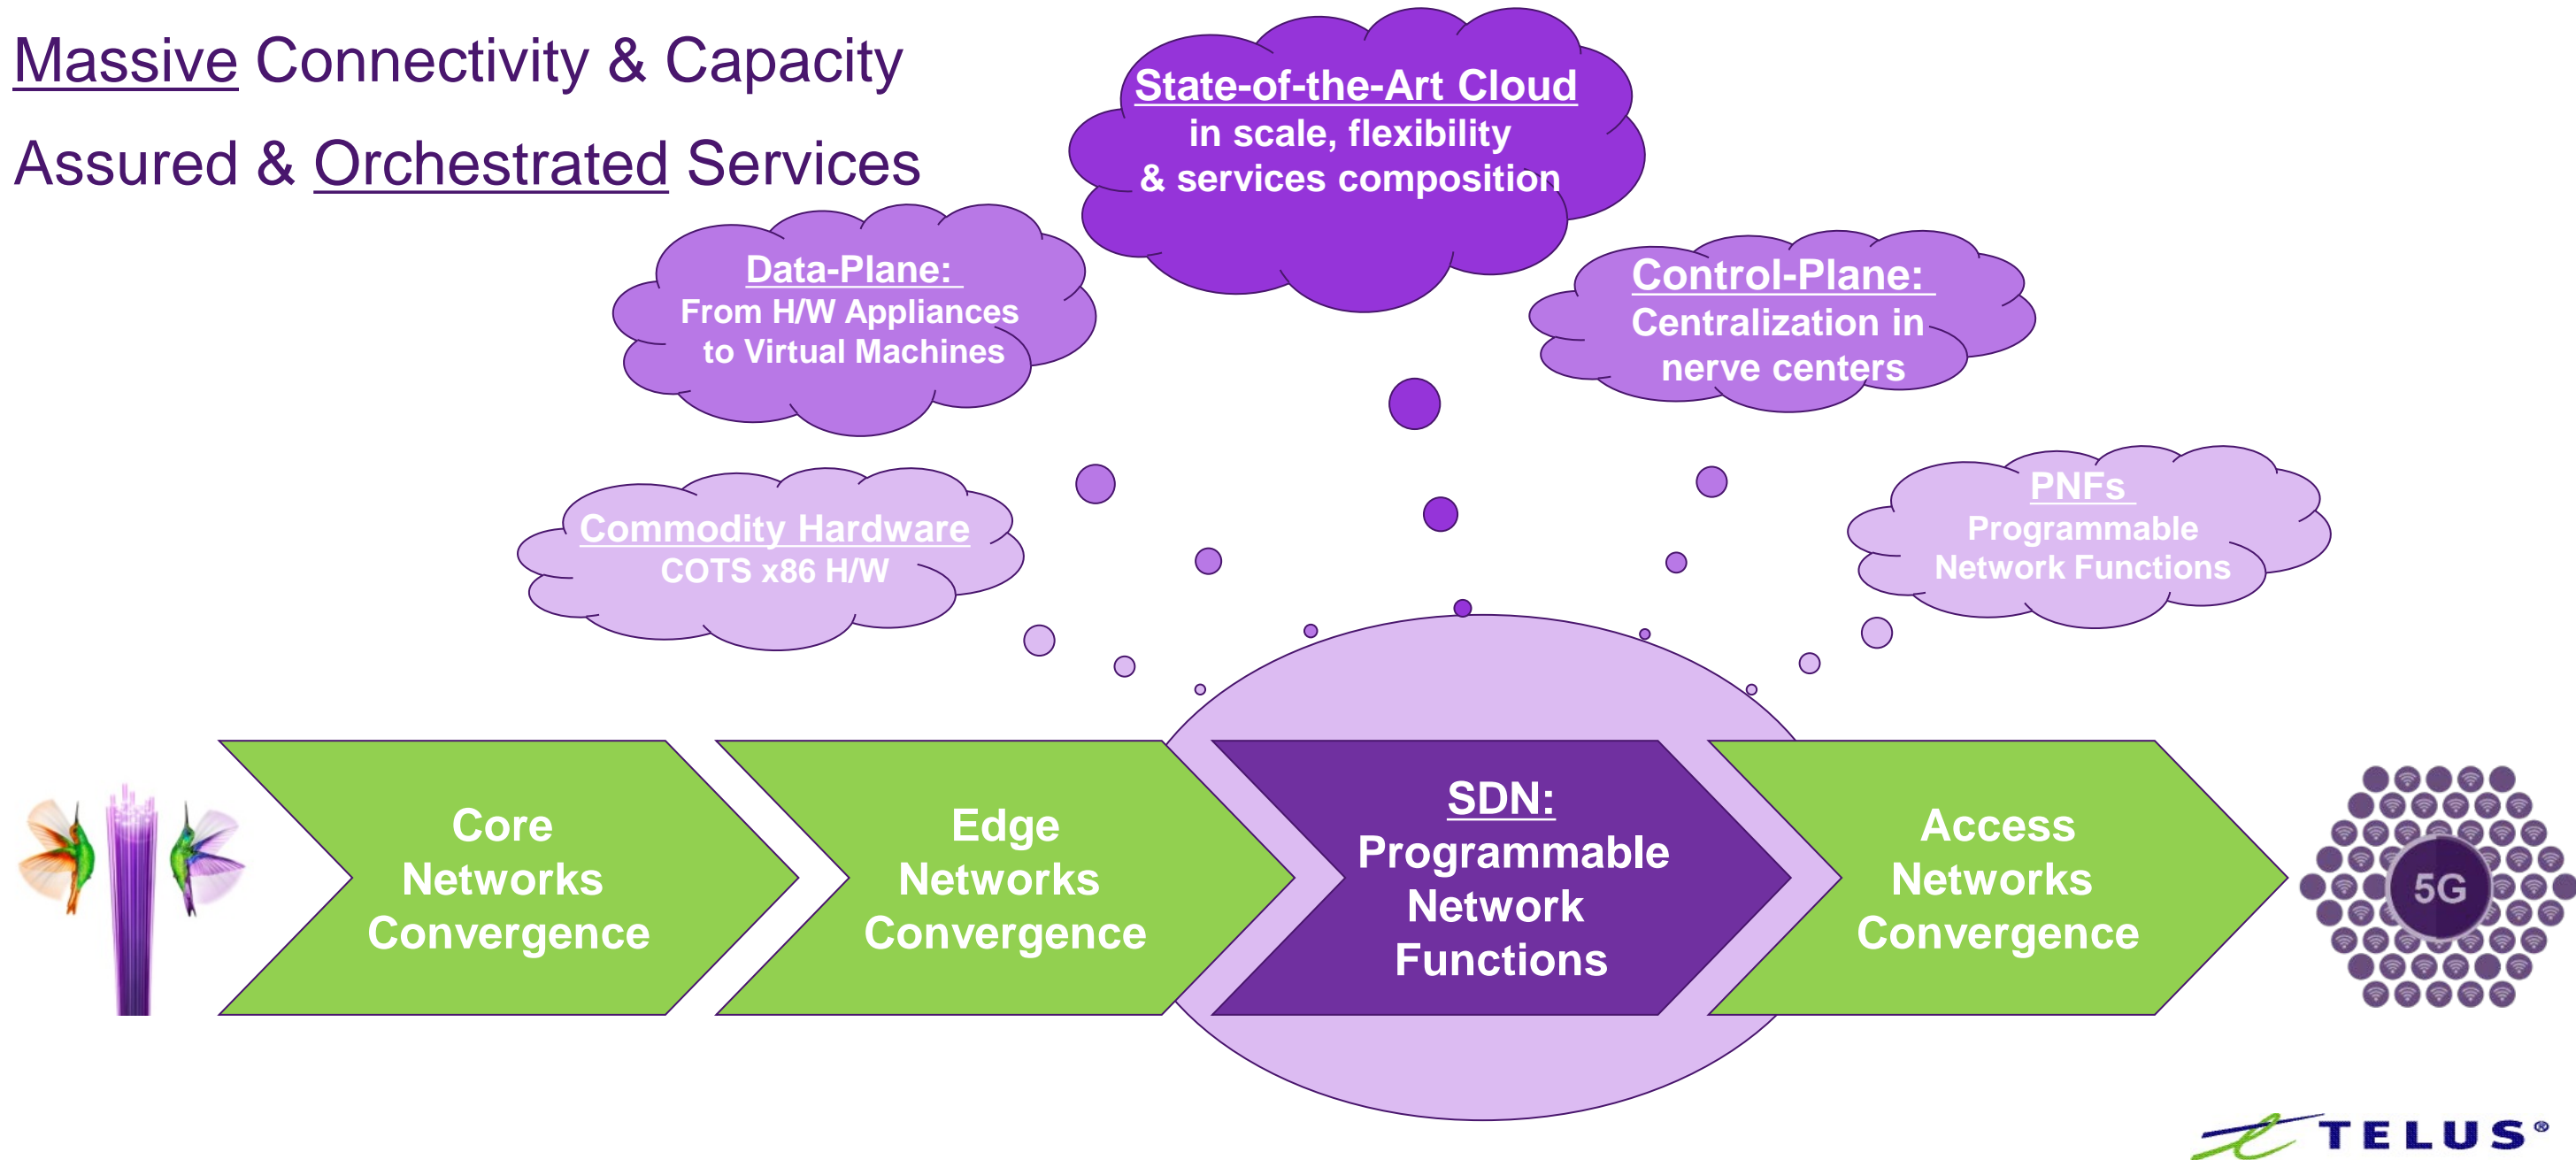 Massive Connectivity & Capacity
Assured & Orchestrated Services
State-of-the-Art Cloud
in scale, flexibility
& services composition
Data-Plane:
From H/W Appliances
to Virtual Machines
Control-Plane:
Centralization in
nerve centers
Commodity Hardware
COTS x86 H/W
PNFs
Programmable
Network Functions
Core
Networks
Convergence
Edge
Networks
Convergence
SDN:
Programmable
Network
Functions
Access
Networks
Convergence
5G
TELUS®